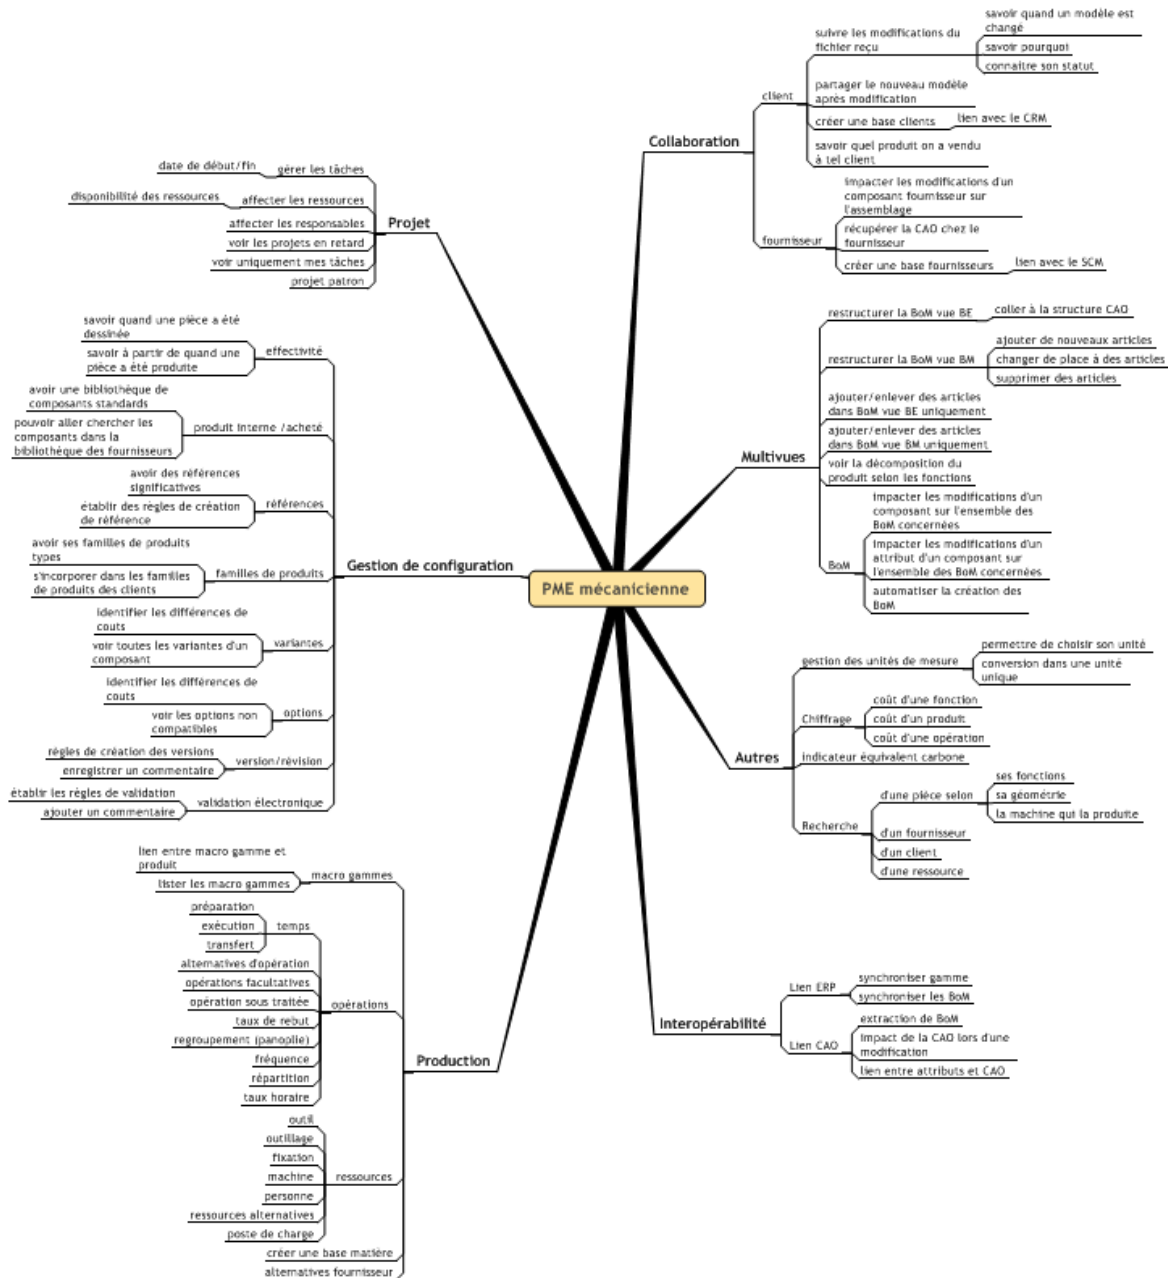 PME mécanicienne
Collaboration
client
suivre les modifications du
fichier reçu
savoir quand un modèle est
changé
savoir pourquoi
connaitre son statut
partager le nouveau modèle
après modification
créer une base clients
lien avec le CRM
savoir quel produit on a vendu
à tel client
fournisseur
impacter les modifications d'un
composant fournisseur sur
l'assemblage
récupérer la CAO chez le
fournisseur
créer une base fournisseurs
lien avec le SCM
Multivues
restructurer la BoM vue BE
coller à la structure CAO
restructurer la BoM vue BM
ajouter de nouveaux articles
changer de place à des articles
supprimer des articles
ajouter/enlever des articles
dans BoM vue BE uniquement
ajouter/enlever des articles
dans BoM vue BM uniquement
voir la décomposition du
produit selon les fonctions
BoM
impacter les modifications d'un
composant sur l'ensemble des
BoM concernées
impacter les modifications d'un
attribut d'un composant sur
l'ensemble des BoM concernées
automatiser la création des
BoM
Autres
gestion des unités de mesure
permettre de choisir son unité
conversion dans une unité
unique
Chiffrage
coût d'une fonction
coût d'un produit
coût d'une opération
indicateur équivalent carbone
Recherche
d'une pièce selon
ses fonctions
sa géométrie
la machine qui la produite
d'un fournisseur
d'un client
d'une ressource
Interopérabilité
Lien ERP
synchroniser gamme
synchroniser les BoM
Lien CAO
extraction de BoM
impact de la CAO lors d'une
modification
lien entre attributs et CAO
Projet
gérer les tâches
date de début/fin
affecter les ressources
disponibilité des ressources
affecter les responsables
voir les projets en retard
voir uniquement mes tâches
projet patron
Gestion de configuration
effectivité
savoir quand une pièce a été
dessinée
savoir à partir de quand une
pièce a été produite
produit interne /acheté
avoir une bibliothèque de
composants standards
pouvoir aller chercher les
composants dans la
bibliothèque des fournisseurs
références
avoir des références
significatives
établir des règles de création
de référence
familles de produits
avoir ses familles de produits
types
s'incorporer dans les familles
de produits des clients
variantes
identifier les différences de
couts
voir toutes les variantes d'un
composant
options
identifier les différences de
couts
voir les options non
compatibles
version/révision
règles de création des versions
enregistrer un commentaire
validation électronique
établir les règles de validation
ajouter un commentaire
Production
macro gammes
lien entre macro gamme et
produit
lister les macro gammes
opérations
temps
préparation
exécution
transfert
alternatives d'opération
opérations facultatives
opération sous traitée
taux de rebut
regroupement (panoplie)
fréquence
répartition
taux horaire
ressources
outil
outillage
fixation
machine
personne
ressources alternatives
poste de charge
créer une base matière
alternatives fournisseur